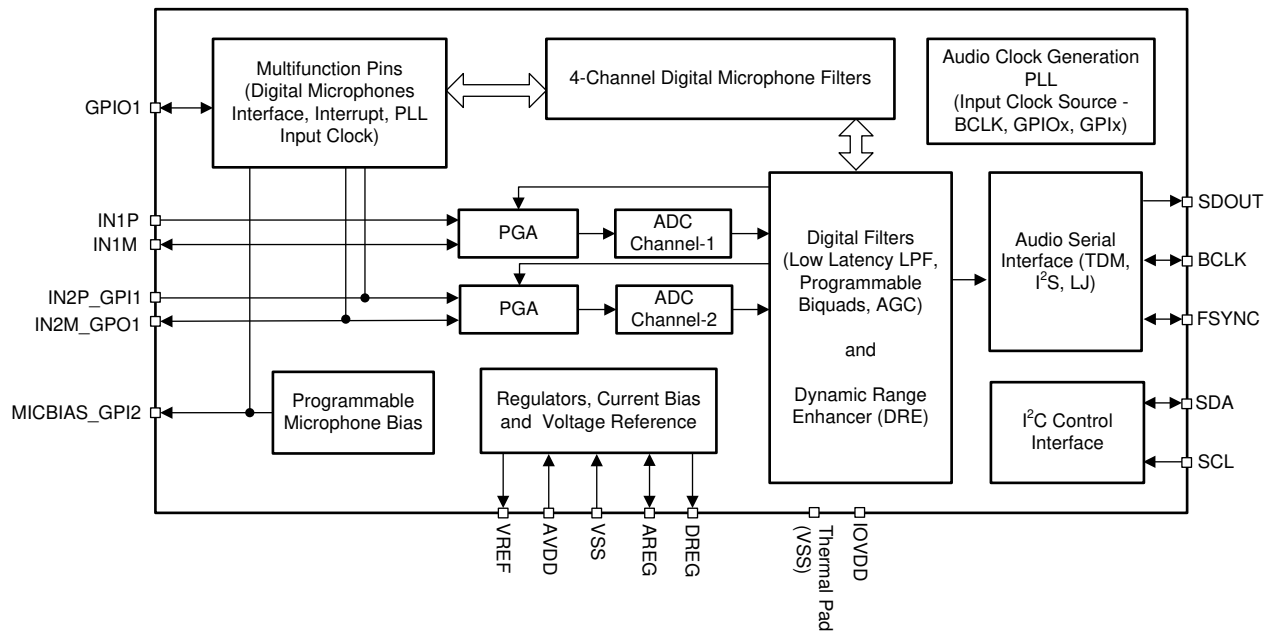 Multifunction Pins
(Digital Microphones
Interface, Interrupt, PLL
Input Clock)
4-Channel Digital Microphone Filters
Audio Clock Generation
PLL
(Input Clock Source -
BCLK, GPIOx, GPIx)
GPIO1
IN1P
IN1M
IN2P_GPI1
IN2M_GPO1
MICBIAS_GPI2
PGA
ADC
Channel-1
PGA
ADC
Channel-2
Digital Filters
(Low Latency LPF,
Programmable
Biquads, AGC)
and
Dynamic Range
Enhancer (DRE)
Audio Serial
Interface (TDM,
I²S, LJ)
SDOUT
BCLK
FSYNC
Programmable
Microphone Bias
Regulators, Current Bias
and Voltage Reference
I²C Control
Interface
SDA
SCL
VREF
AVDD
VSS
AREG
DREG
Thermal Pad
(VSS)
IOVDD